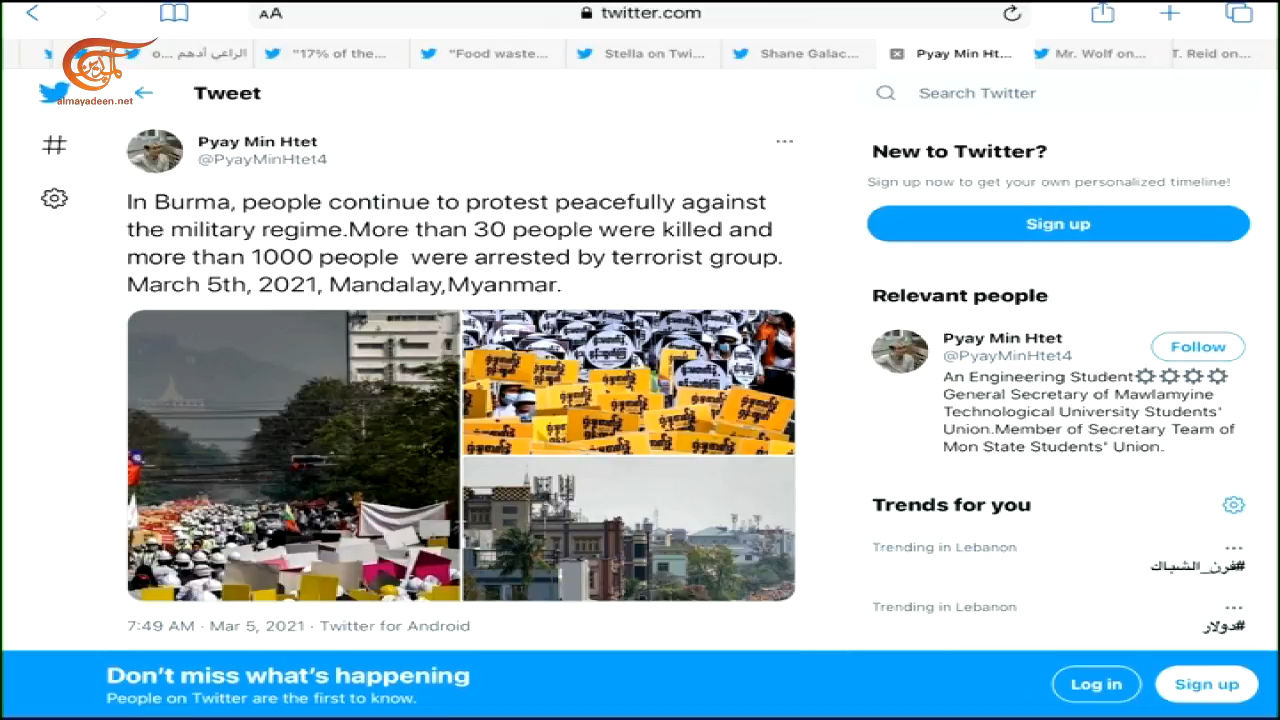 twitter.com
AA
o... الراعي أدهم
"17% of the...
"Food waste...
Stella on Twi...
Shane Galac...
Pyay Min Ht...
Mr. Wolf on...
T. Reid on...
الميادين
almayadeen.net
Tweet
Search Twitter
Pyay Min Htet
@PyayMinHtet4
In Burma, people continue to protest peacefully against
the military regime.More than 30 people were killed and
more than 1000 people were arrested by terrorist group.
March 5th, 2021, Mandalay,Myanmar.
7:49 AM · Mar 5, 2021 · Twitter for Android
New to Twitter?
Sign up now to get your own personalized timeline!
Sign up
Relevant people
Pyay Min Htet
@PyayMinHtet4
Follow
An Engineering Student
General Secretary of Mawlamyine
Technological University Students'
Union.Member of Secretary Team of
Mon State Students' Union.
Trends for you
Trending in Lebanon
#فرن_الشباك
Trending in Lebanon
#دولار
Don't miss what's happening
People on Twitter are the first to know.
Log in
Sign up